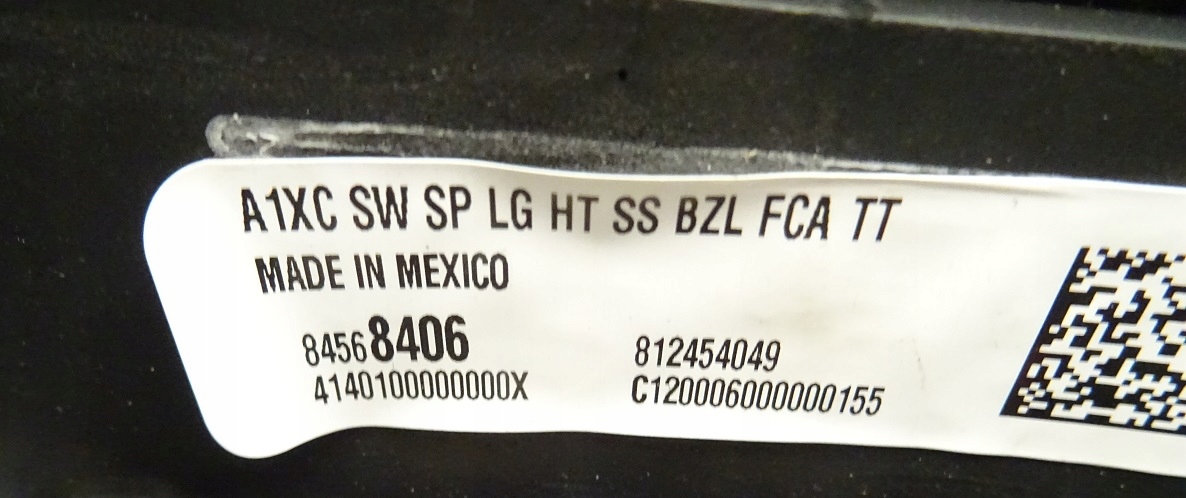 A1XC SW SP LG HT SS BZL FCA TT
MADE IN MEXICO
84568406 812454049
4140100000000X C120006000000155